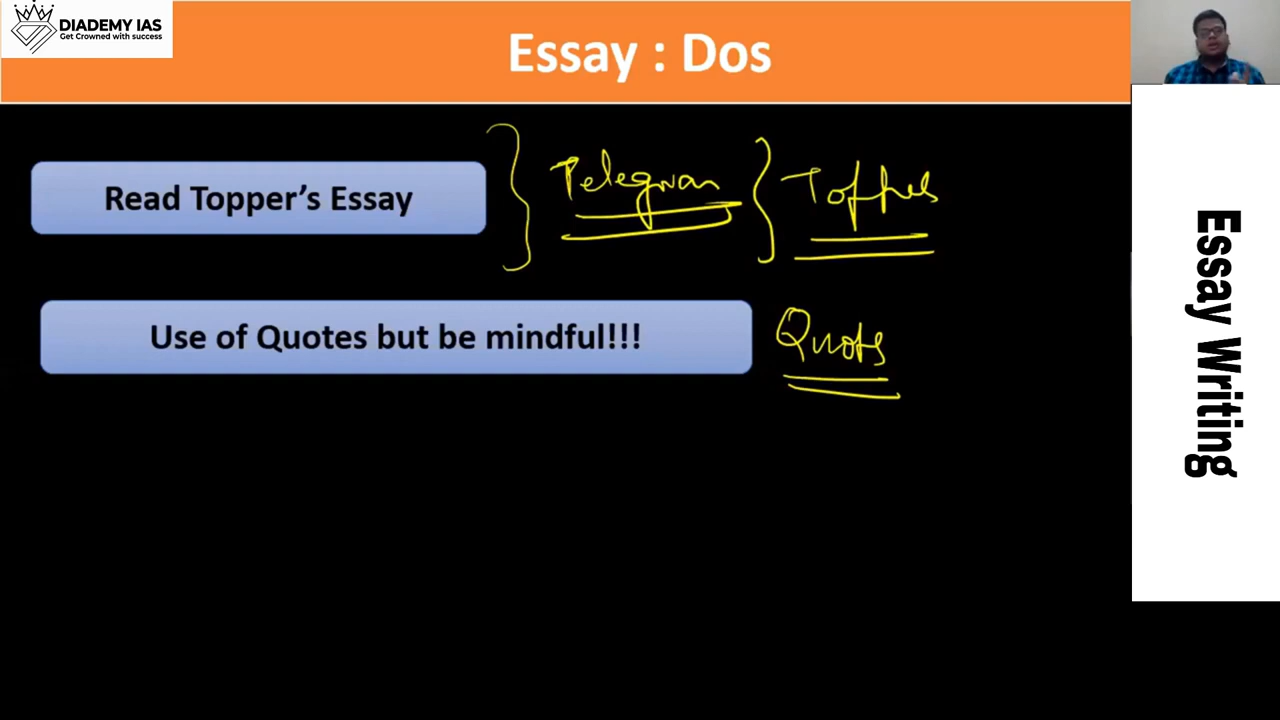 DIADEMY IAS
Get Crowned with success
Essay : Dos
Read Topper's Essay
Telegram
Toppers
Use of Quotes but be mindful!!!
Quotes
Essay Writing